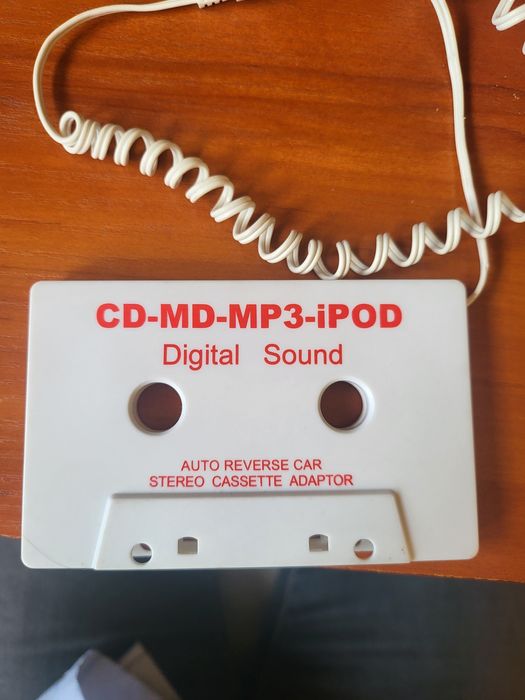 CD-MD-MP3-iPOD
Digital Sound
AUTO REVERSE CAR
STEREO CASSETTE ADAPTOR